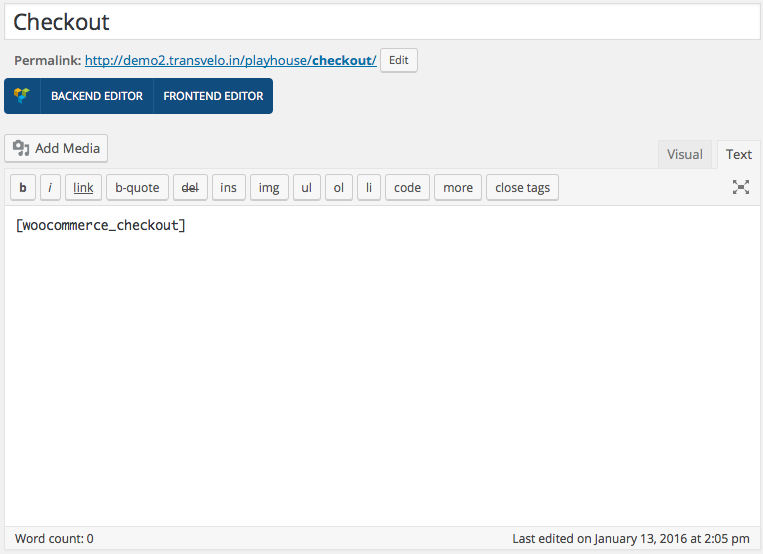 Checkout
Permalink: http://demo2.transvelo.in/playhouse/checkout/ Edit
BACKEND EDITOR FRONTEND EDITOR
Add Media
Visual Text
b i link b-quote del ins img ul ol li code more close tags
[woocommerce_checkout]
Word count: 0 Last edited on January 13, 2016 at 2:05 pm